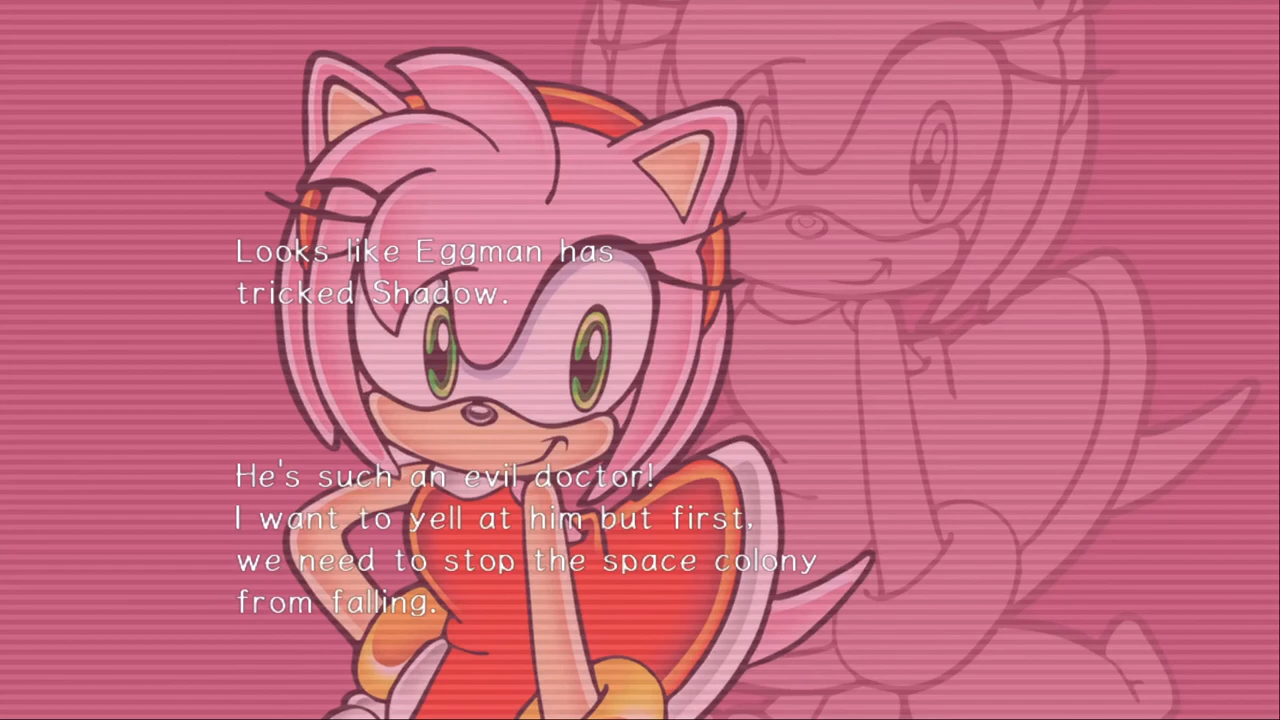 Looks like Eggman has
tricked Shadow.
He's such an evil doctor!
I want to yell at him but first,
we need to stop the space colony
from falling.